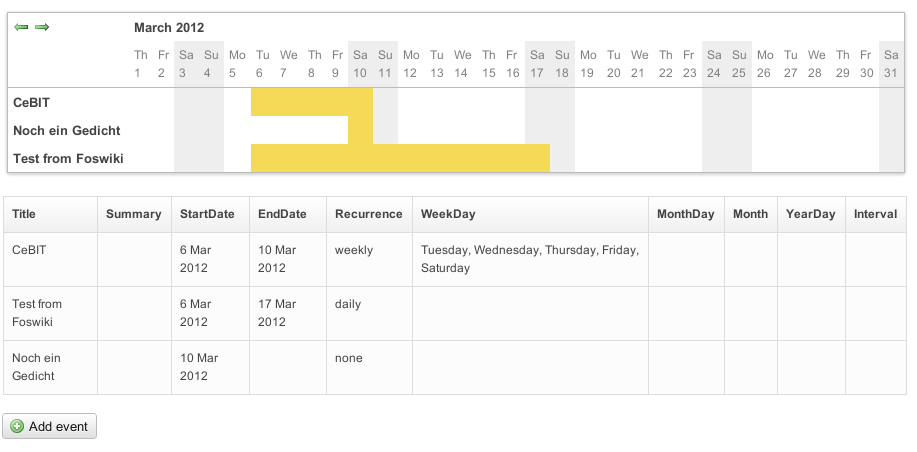 March 2012
Th Fr Sa Su Mo Tu We Th Fr Sa Su Mo Tu We Th Fr Sa Su Mo Tu We Th Fr Sa Su Mo Tu We Th Fr Sa
1 2 3 4 5 6 7 8 9 10 11 12 13 14 15 16 17 18 19 20 21 22 23 24 25 26 27 28 29 30 31
CeBIT
Noch ein Gedicht
Test from Foswiki
Title Summary StartDate EndDate Recurrence WeekDay MonthDay Month YearDay Interval
CeBIT 6 Mar 10 Mar weekly Tuesday, Wednesday, Thursday, Friday,
2012 2012 Saturday
Test from 6 Mar 17 Mar daily
Foswiki 2012 2012
Noch ein 10 Mar none
Gedicht 2012
Add event